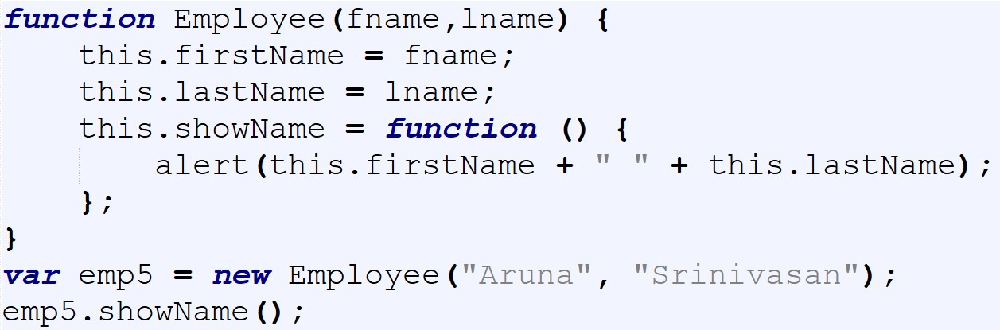 function Employee(fname,lname) {
    this.firstName = fname;
    this.lastName = lname;
    this.showName = function () {
        alert(this.firstName + " " + this.lastName);
    };
}
var emp5 = new Employee("Aruna", "Srinivasan");
emp5.showName();